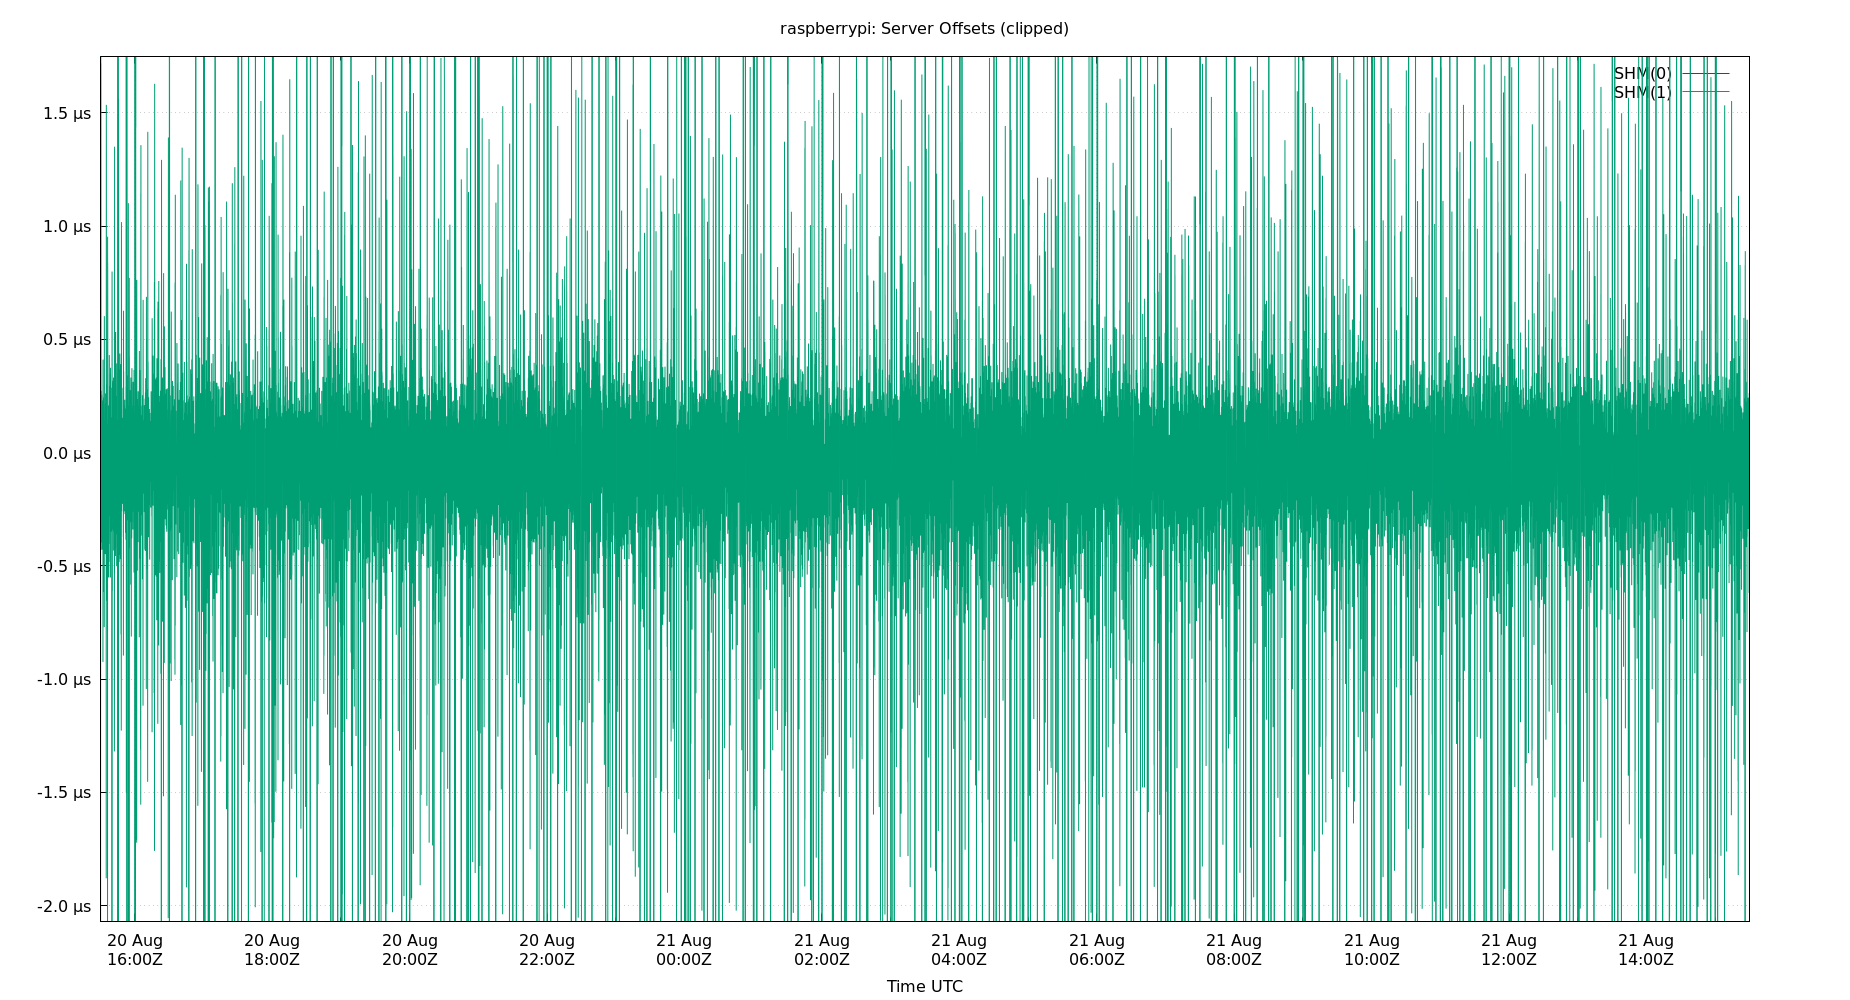 raspberrypi: Server Offsets (clipped)
SHM(0)
SHM(1)
1.5 µs
1.0 µs
0.5 µs
0.0 µs
-0.5 µs
-1.0 µs
-1.5 µs
-2.0 µs
20 Aug 20 Aug 20 Aug 20 Aug 21 Aug 21 Aug 21 Aug 21 Aug 21 Aug 21 Aug 21 Aug 21 Aug
16:00Z 18:00Z 20:00Z 22:00Z 00:00Z 02:00Z 04:00Z 06:00Z 08:00Z 10:00Z 12:00Z 14:00Z
Time UTC